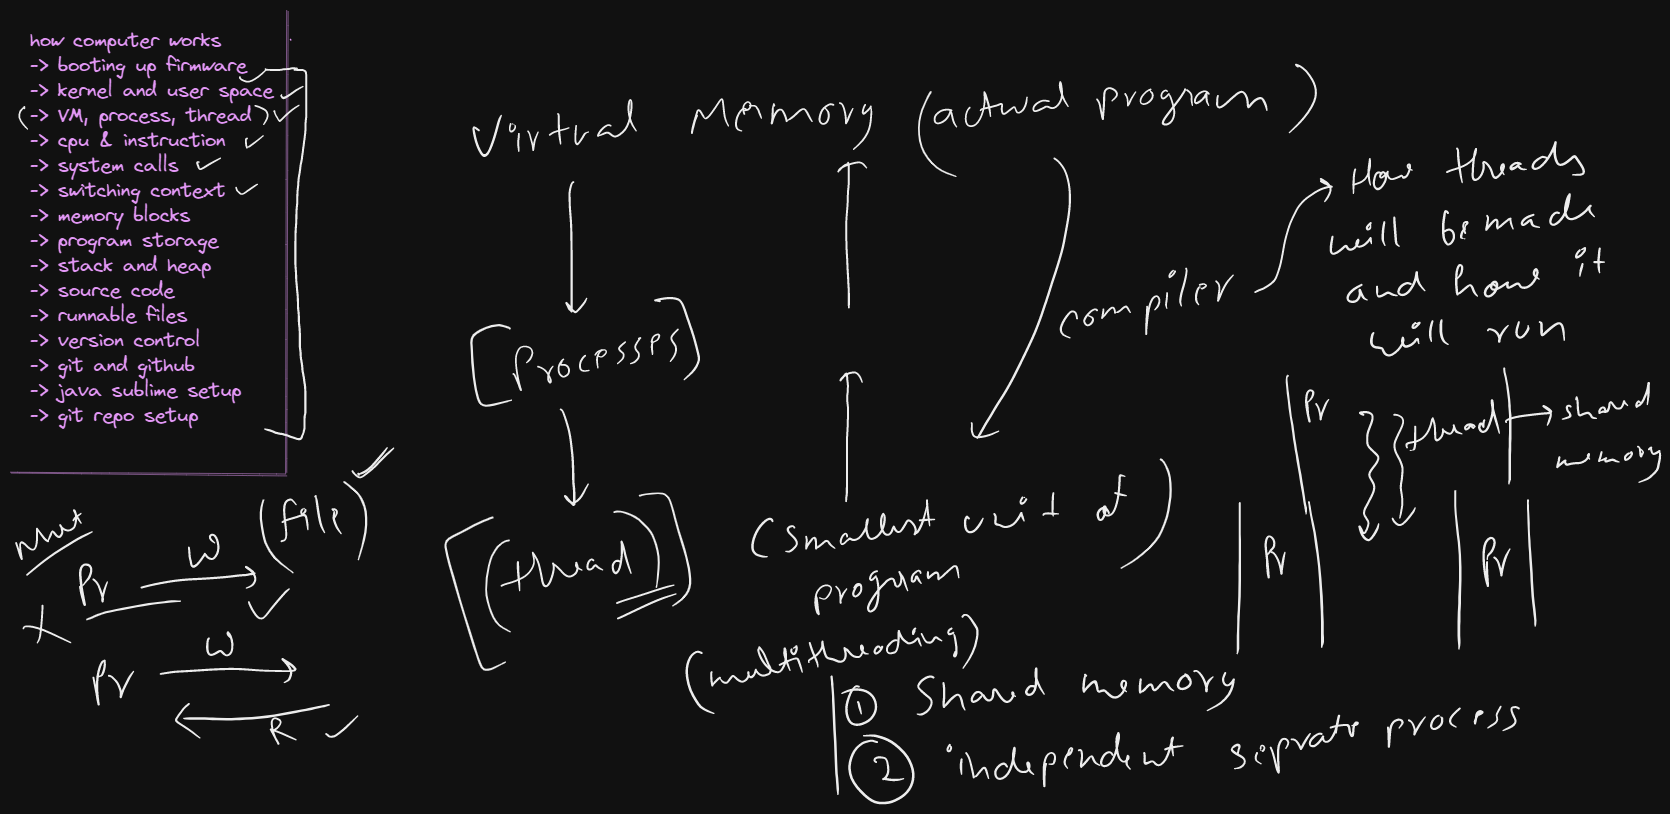 how computer works
-> booting up firmware
-> kernel and user space
(-> VM, process, thread)
-> cpu & instruction
-> system calls
-> switching context
-> memory blocks
-> program storage
-> stack and heap
-> source code
-> runnable files
-> version control
-> git and github
-> java sublime setup
-> git repo setup
Virtual Memory (actual program)
[Processes]
[(thread)]
(Smallest unit of
program
(multithreading)
① Shared memory
② independent seprate process
compiler
How threads
will be made
and how it
will run
Pr
thread
shared
memory
Pr
Pr
Pr
W
(file)
X
Pr
W
R